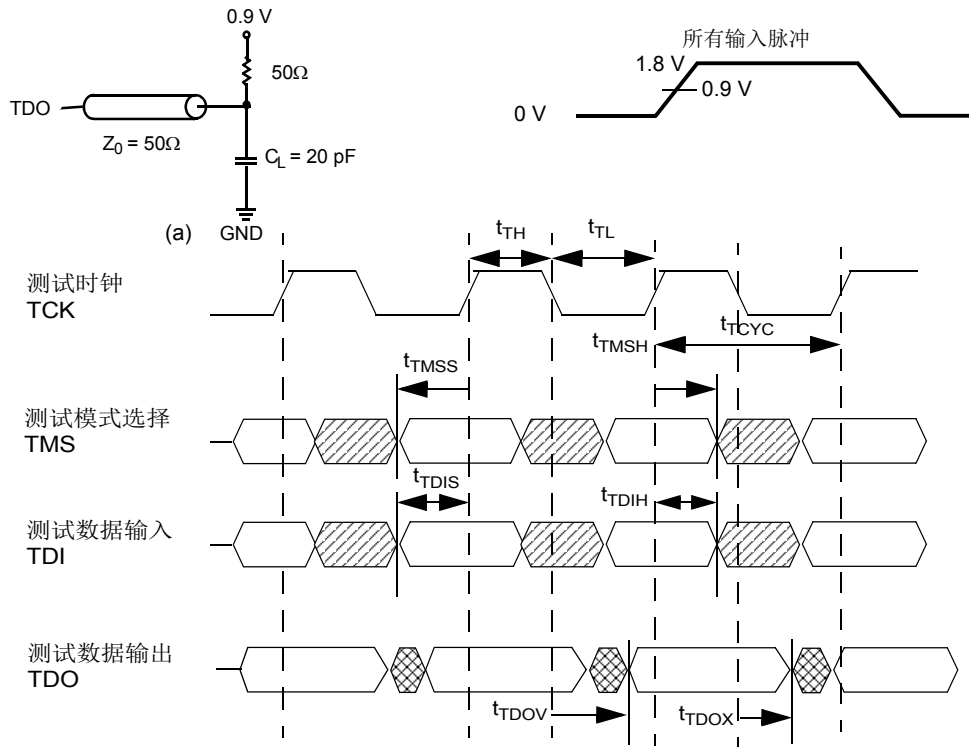 0.9 V
50Ω
TDO
Z0 = 50Ω
CL = 20 pF
(a)
GND
所有输入脉冲
1.8 V
0.9 V
0 V
tTH
tTL
测试时钟
TCK
tTCYC
tTMSH
tTMSS
测试模式选择
TMS
tTDIS
tTDIH
测试数据输入
TDI
测试数据输出
TDO
tTDOV
tTDOX